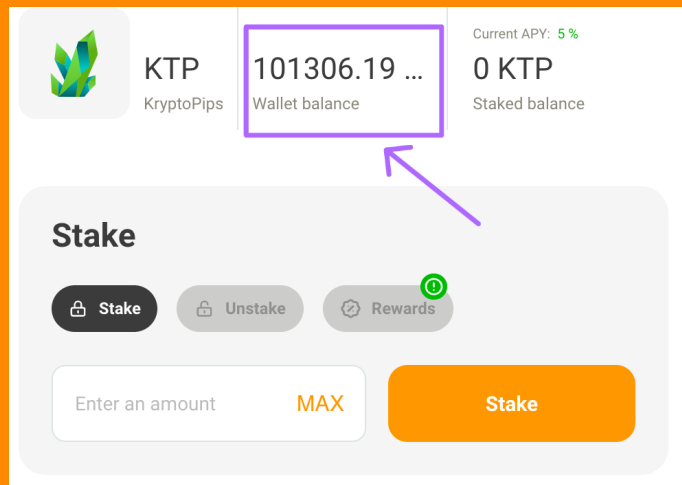 Current APY: 5 %
KTP
101306.19 ...
0 KTP
KryptoPips
Wallet balance
Staked balance
Stake
Stake
Unstake
Rewards
Enter an amount
MAX
Stake